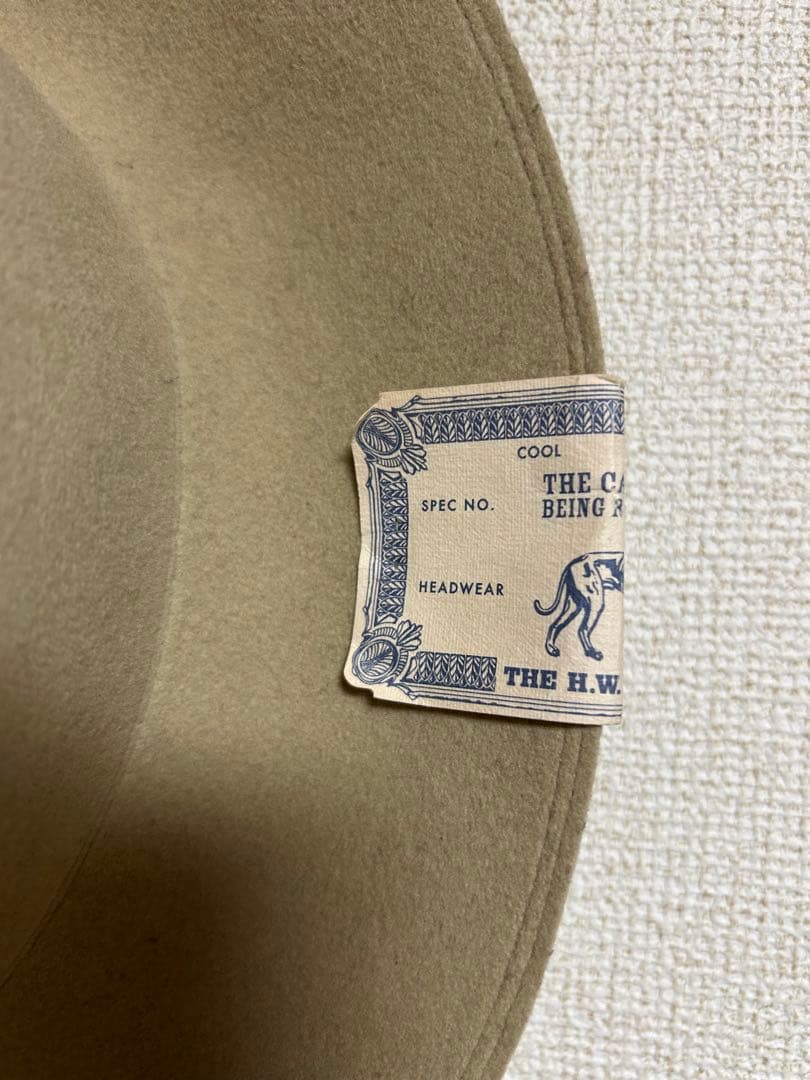 COOL
THE CA
SPEC NO.
BEING F
HEADWEAR
THE H.W.